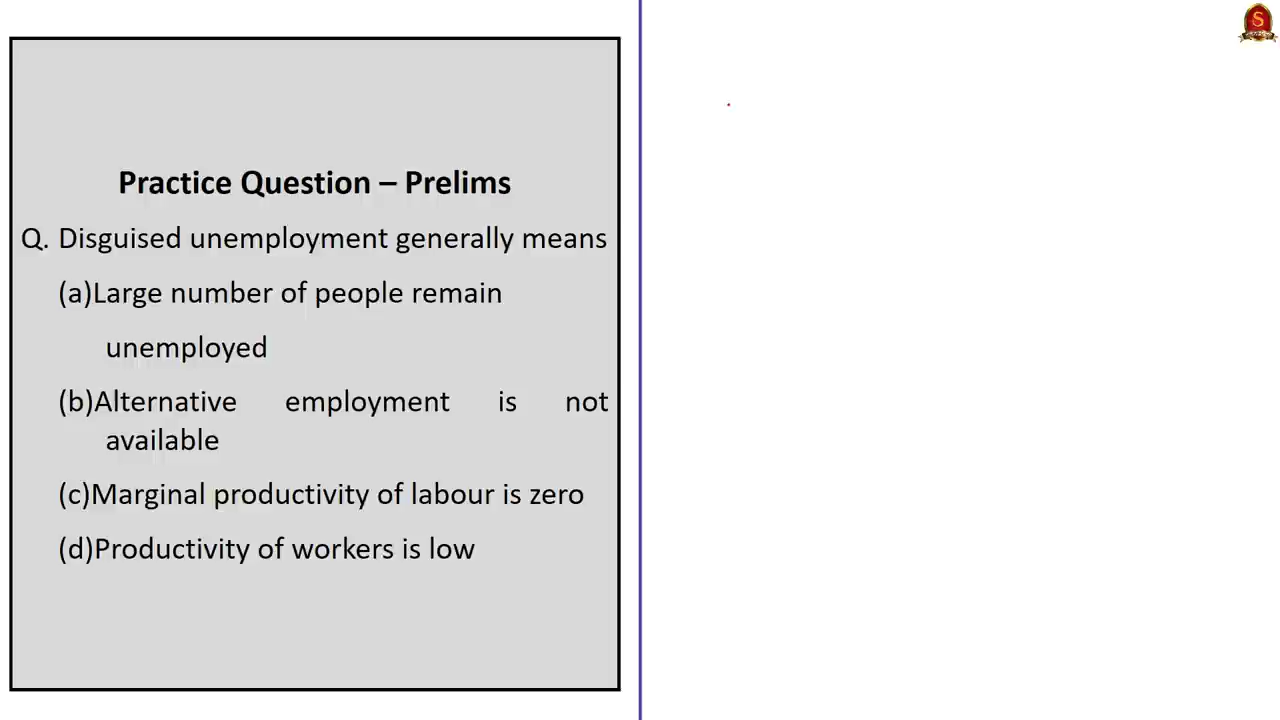 Practice Question – Prelims
Q. Disguised unemployment generally means
(a)Large number of people remain
unemployed
(b)Alternative employment is not
available
(c)Marginal productivity of labour is zero
(d)Productivity of workers is low
S